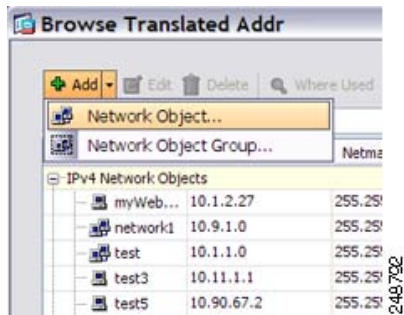 Browse Translated Addr
Add Edit Delete Where Used
Network Object...
Network Object Group...
Netma
IPv4 Network Objects
myWeb... 10.1.2.27 255.25
network1 10.9.1.0 255.25
test 10.1.1.0 255.25
test3 10.11.1.1 255.25
test5 10.90.67.2 255.25
248792